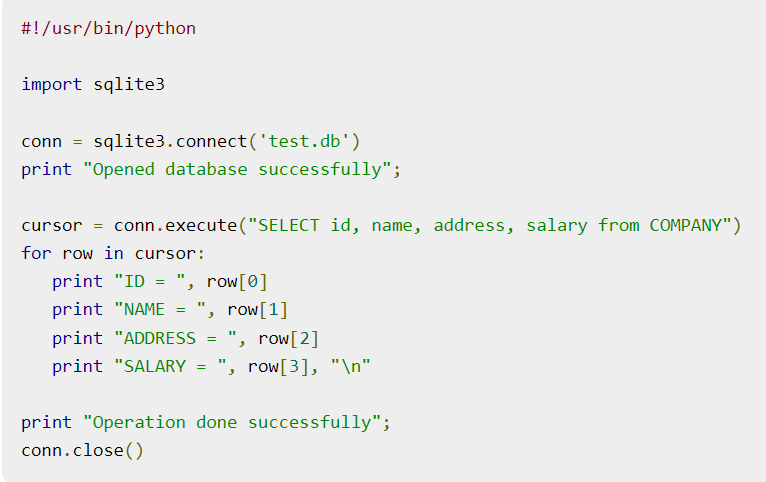 #!/usr/bin/python
import sqlite3
conn = sqlite3.connect('test.db')
print "Opened database successfully";
cursor = conn.execute("SELECT id, name, address, salary from COMPANY")
for row in cursor:
   print "ID = ", row[0]
   print "NAME = ", row[1]
   print "ADDRESS = ", row[2]
   print "SALARY = ", row[3], "\n"
print "Operation done successfully";
conn.close()